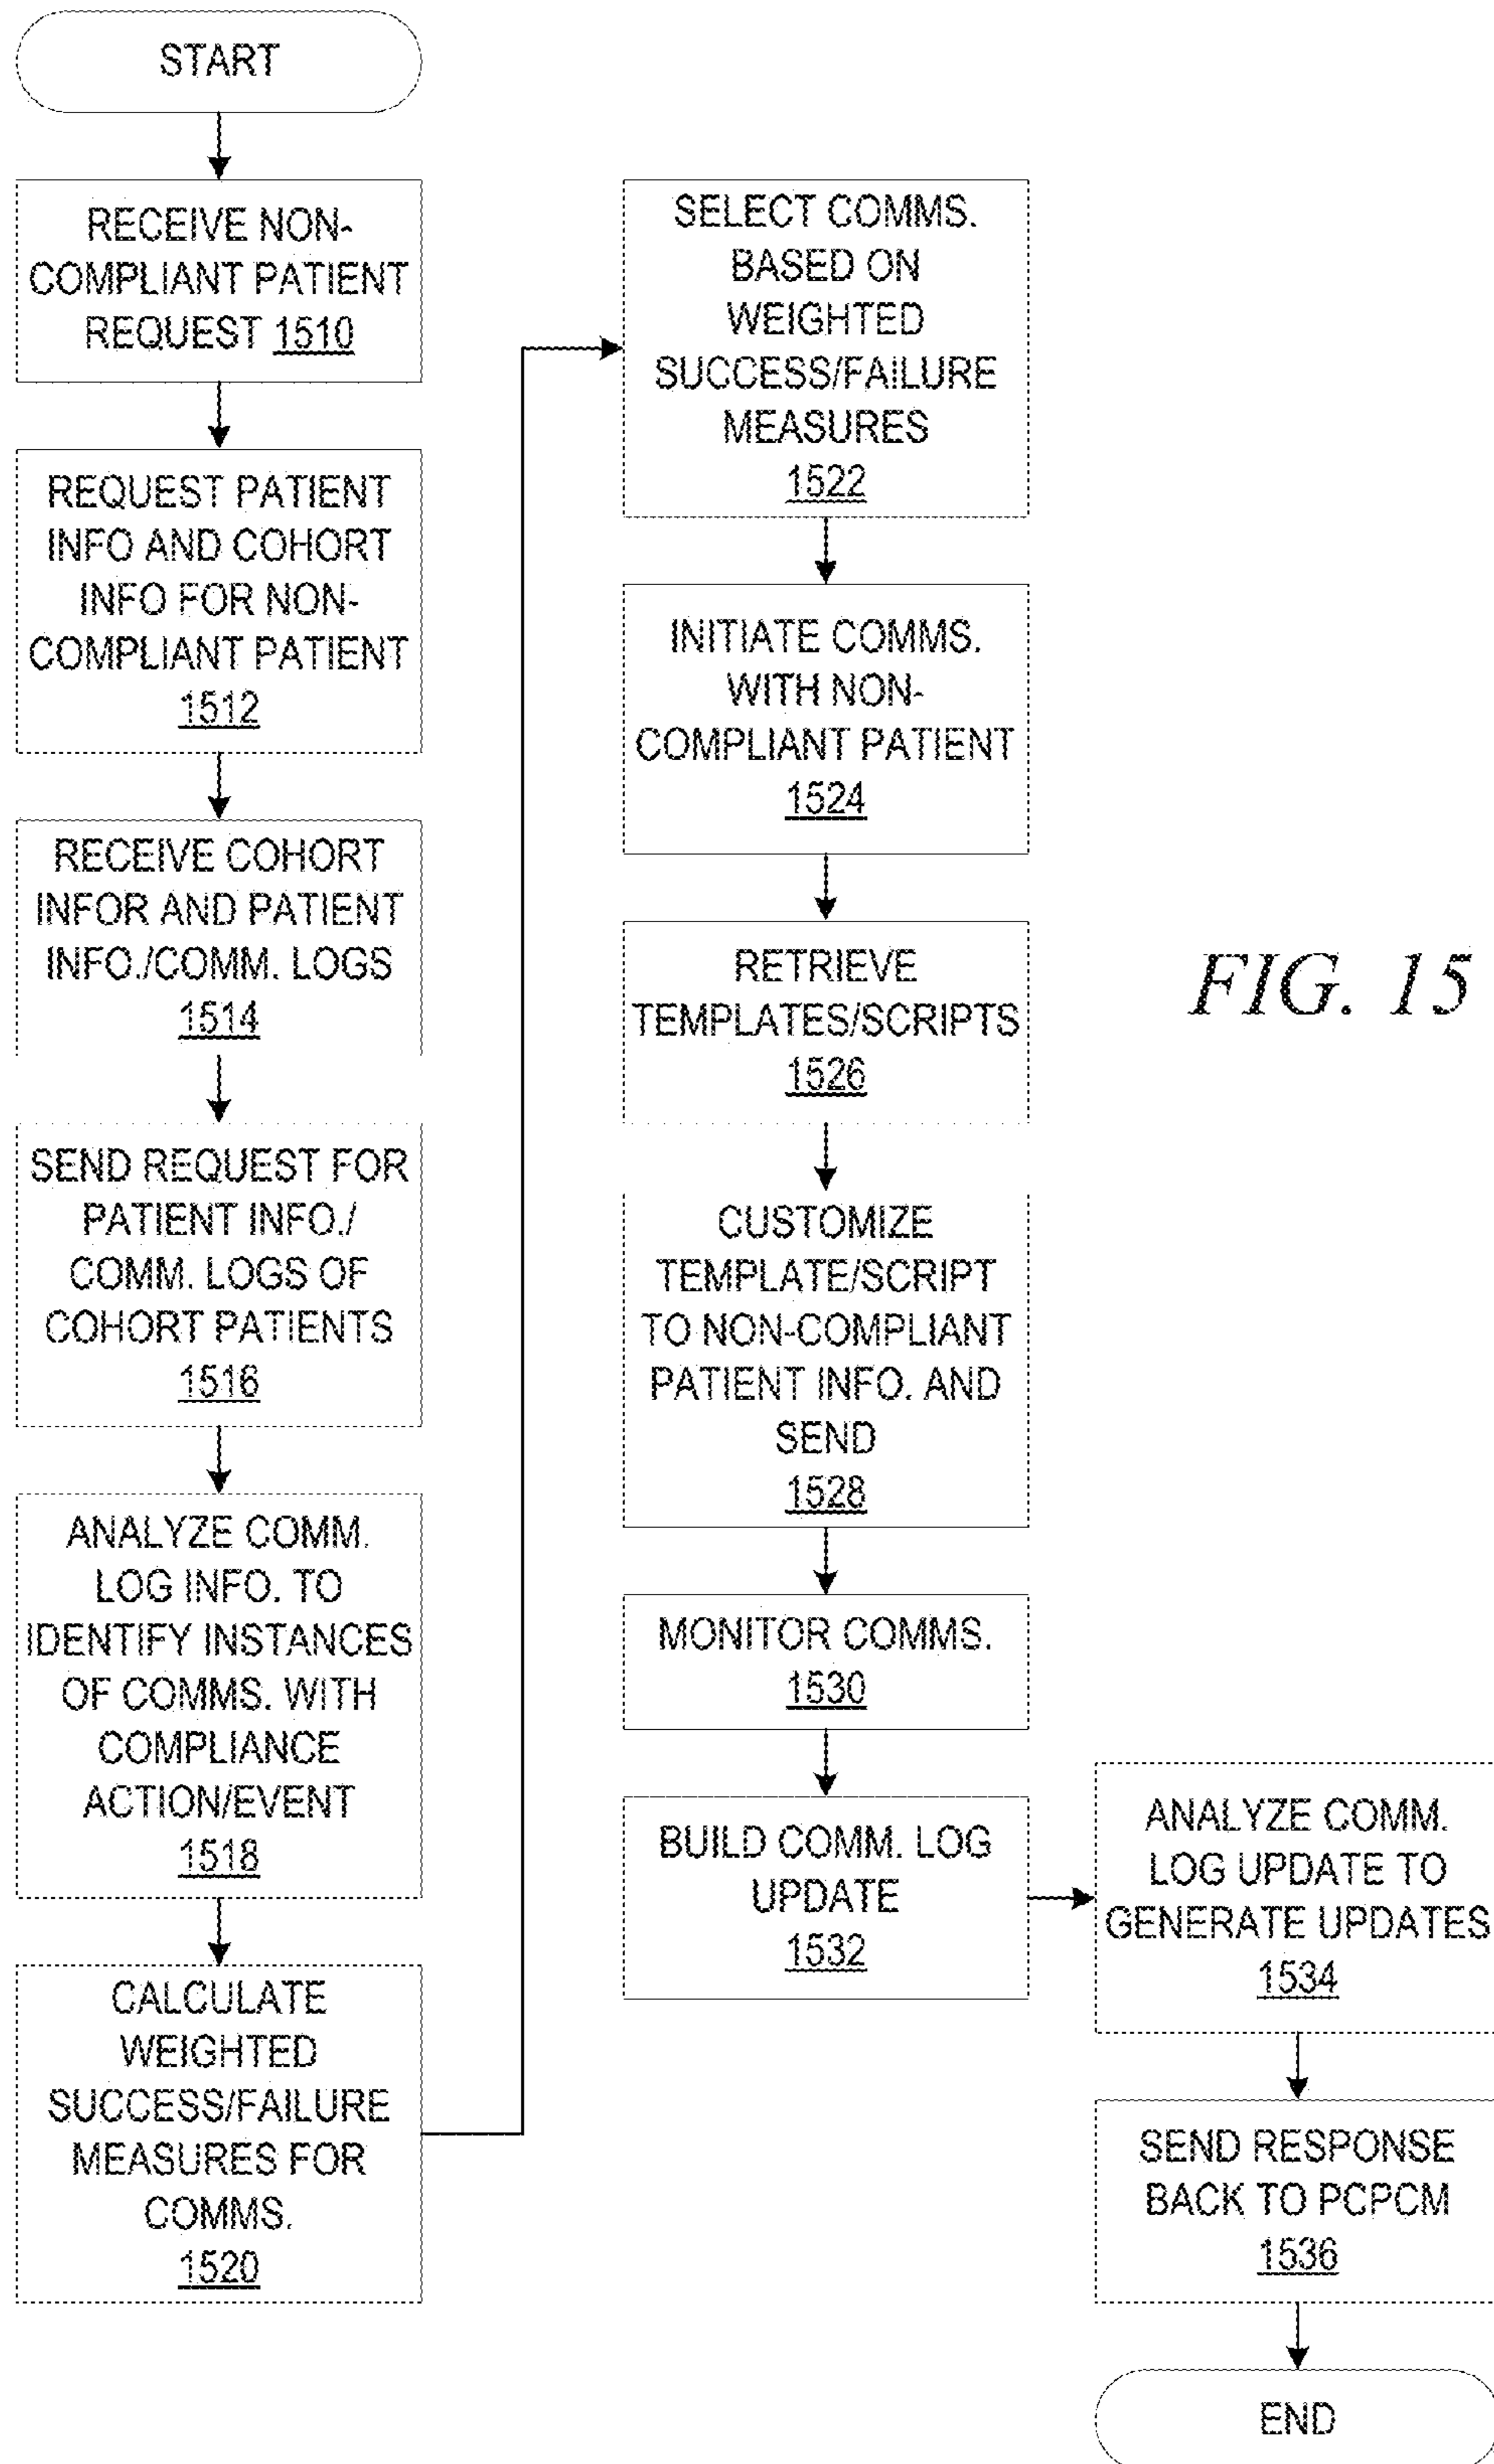 START
RECEIVE NON-
COMPLIANT PATIENT
REQUEST 1510
REQUEST PATIENT
INFO AND COHORT
INFO FOR NON-
COMPLIANT PATIENT
1512
RECEIVE COHORT
INFOR AND PATIENT
INFO./COMM. LOGS
1514
SEND REQUEST FOR
PATIENT INFO./
COMM. LOGS OF
COHORT PATIENTS
1516
ANALYZE COMM.
LOG INFO. TO
IDENTIFY INSTANCES
OF COMMS. WITH
COMPLIANCE
ACTION/EVENT
1518
CALCULATE
WEIGHTED
SUCCESS/FAILURE
MEASURES FOR
COMMS.
1520
SELECT COMMS.
BASED ON
WEIGHTED
SUCCESS/FAILURE
MEASURES
1522
INITIATE COMMS.
WITH NON-
COMPLIANT PATIENT
1524
RETRIEVE
TEMPLATES/SCRIPTS
1526
CUSTOMIZE
TEMPLATE/SCRIPT
TO NON-COMPLIANT
PATIENT INFO. AND
SEND
1528
MONITOR COMMS.
1530
BUILD COMM. LOG
UPDATE
1532
ANALYZE COMM.
LOG UPDATE TO
GENERATE UPDATES
1534
SEND RESPONSE
BACK TO PCPCM
1536
END
FIG. 15